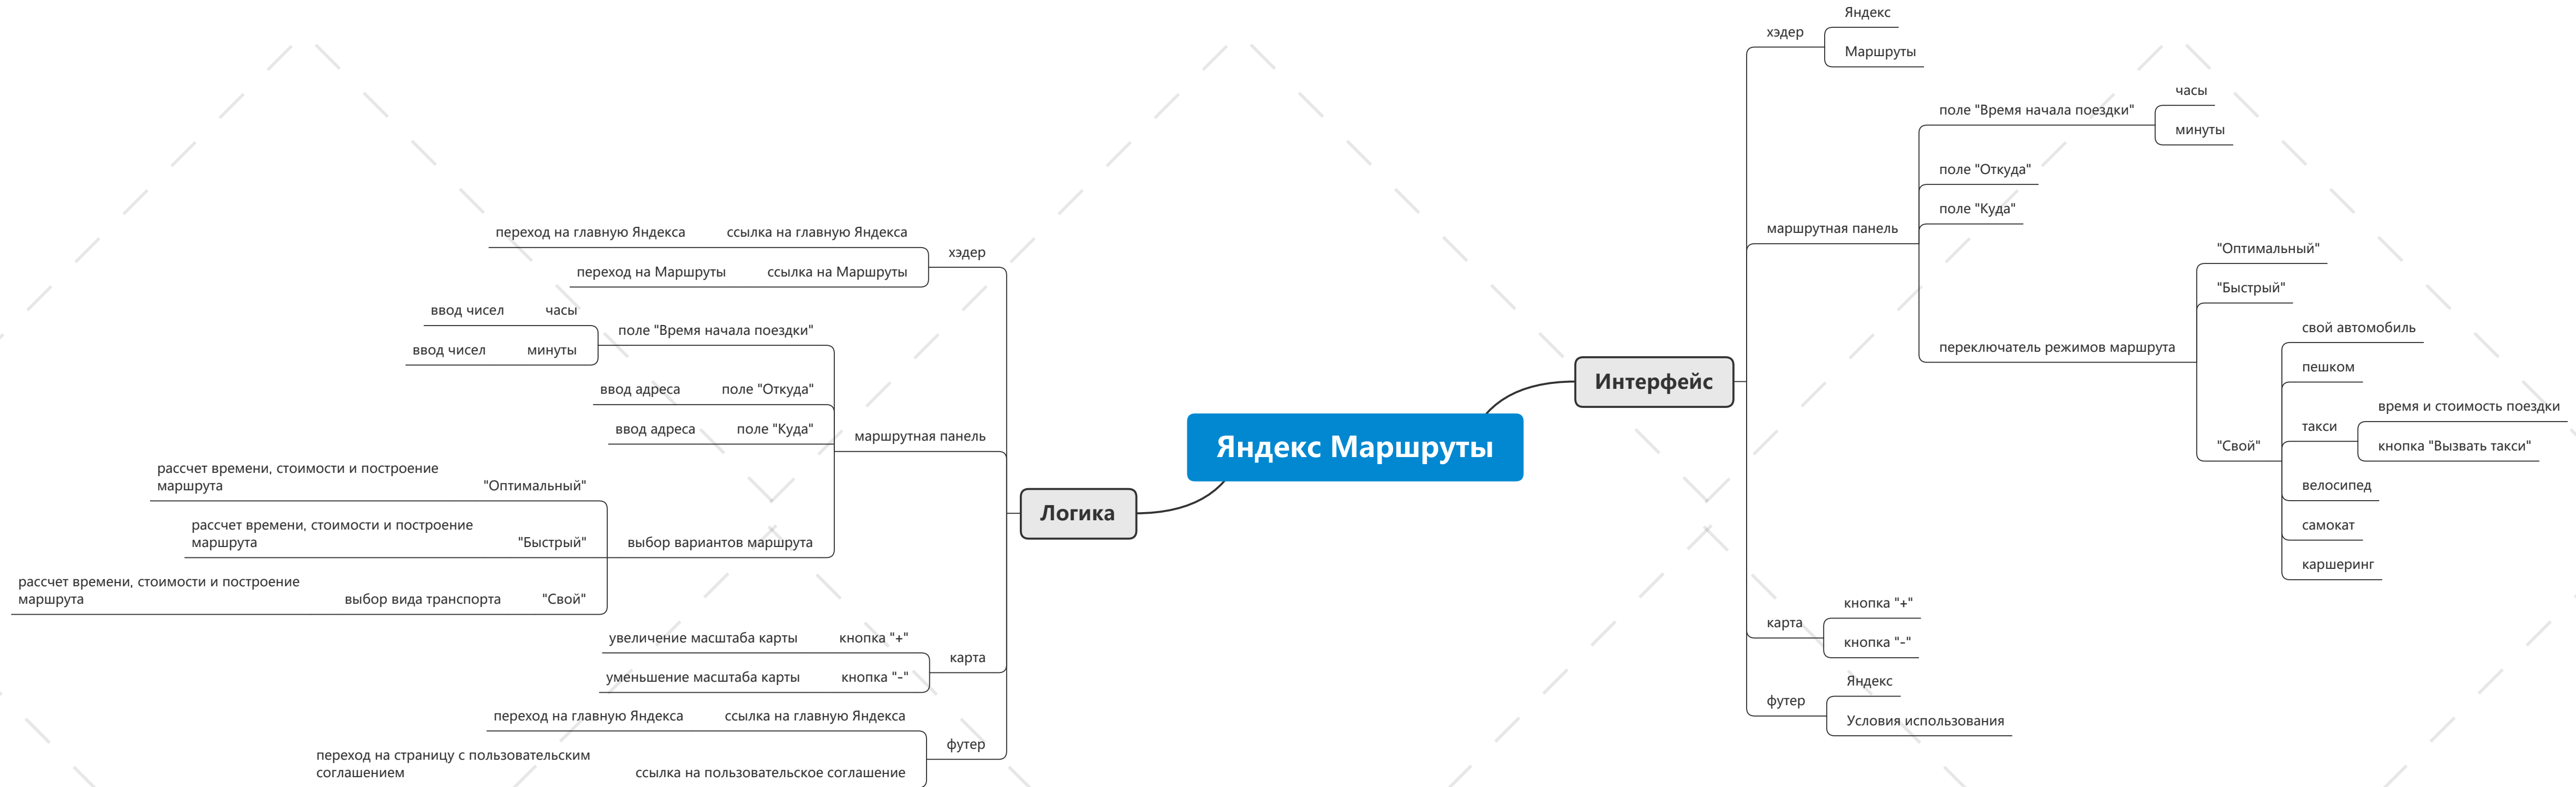 Яндекс Маршруты
Интерфейс
хэдер
Яндекс
Маршруты
маршрутная панель
поле "Время начала поездки"
часы
минуты
поле "Откуда"
поле "Куда"
переключатель режимов маршрута
"Оптимальный"
"Быстрый"
"Свой"
свой автомобиль
пешком
такси
время и стоимость поездки
кнопка "Вызвать такси"
велосипед
самокат
каршеринг
карта
кнопка "+"
кнопка "-"
футер
Яндекс
Условия использования
Логика
хэдер
ссылка на главную Яндекса
переход на главную Яндекса
ссылка на Маршруты
переход на Маршруты
маршрутная панель
поле "Время начала поездки"
часы
ввод чисел
минуты
ввод чисел
поле "Откуда"
ввод адреса
поле "Куда"
ввод адреса
выбор вариантов маршрута
"Оптимальный"
рассчет времени, стоимости и построение
маршрута
"Быстрый"
рассчет времени, стоимости и построение
маршрута
"Свой"
выбор вида транспорта
рассчет времени, стоимости и построение
маршрута
карта
кнопка "+"
увеличение масштаба карты
кнопка "-"
уменьшение масштаба карты
футер
ссылка на главную Яндекса
переход на главную Яндекса
ссылка на пользовательское соглашение
переход на страницу с пользовательским
соглашением